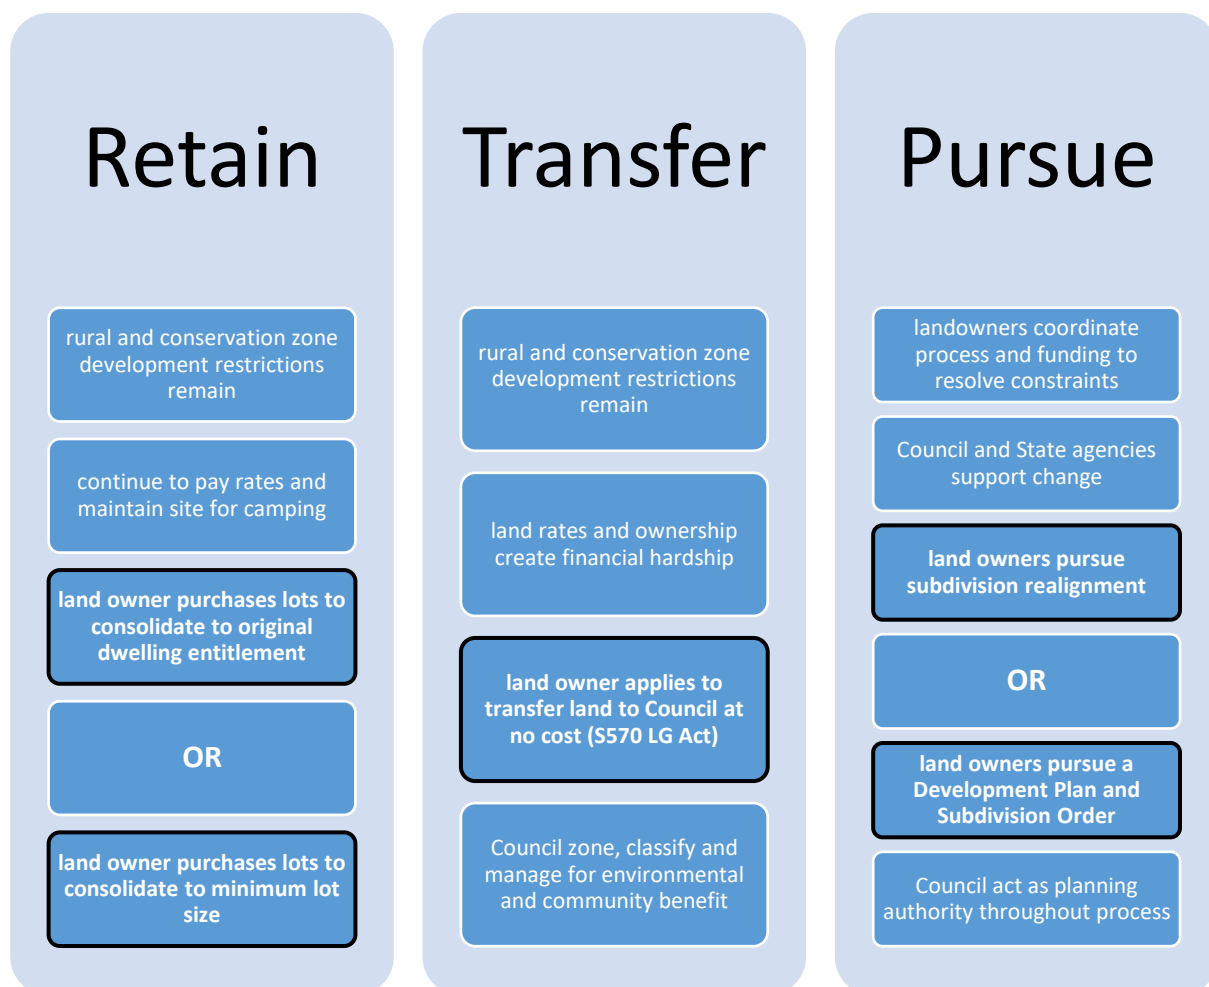 Retain
rural and conservation zone
development restrictions
remain
continue to pay rates and
maintain site for camping
land owner purchases lots to
consolidate to original
dwelling entitlement
OR
land owner purchases lots to
consolidate to minimum lot
size
Transfer
rural and conservation zone
development restrictions
remain
land rates and ownership
create financial hardship
land owner applies to
transfer land to Council at
no cost (S570 LG Act)
Council zone, classify and
manage for environmental
and community benefit
Pursue
landowners coordinate
process and funding to
resolve constraints
Council and State agencies
support change
land owners pursue
subdivision realignment
OR
land owners pursue a
Development Plan and
Subdivision Order
Council act as planning
authority throughout process